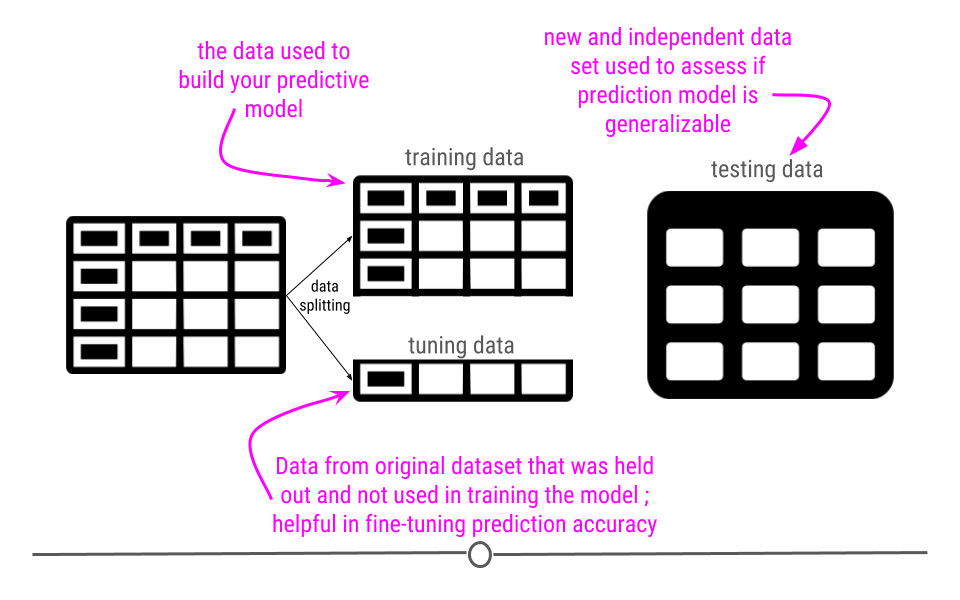 the data used to
build your predictive
model
new and independent data
set used to assess if
prediction model is
generalizable
training data
testing data
data
splitting
tuning data
Data from original dataset that was held
out and not used in training the model ;
helpful in fine-tuning prediction accuracy